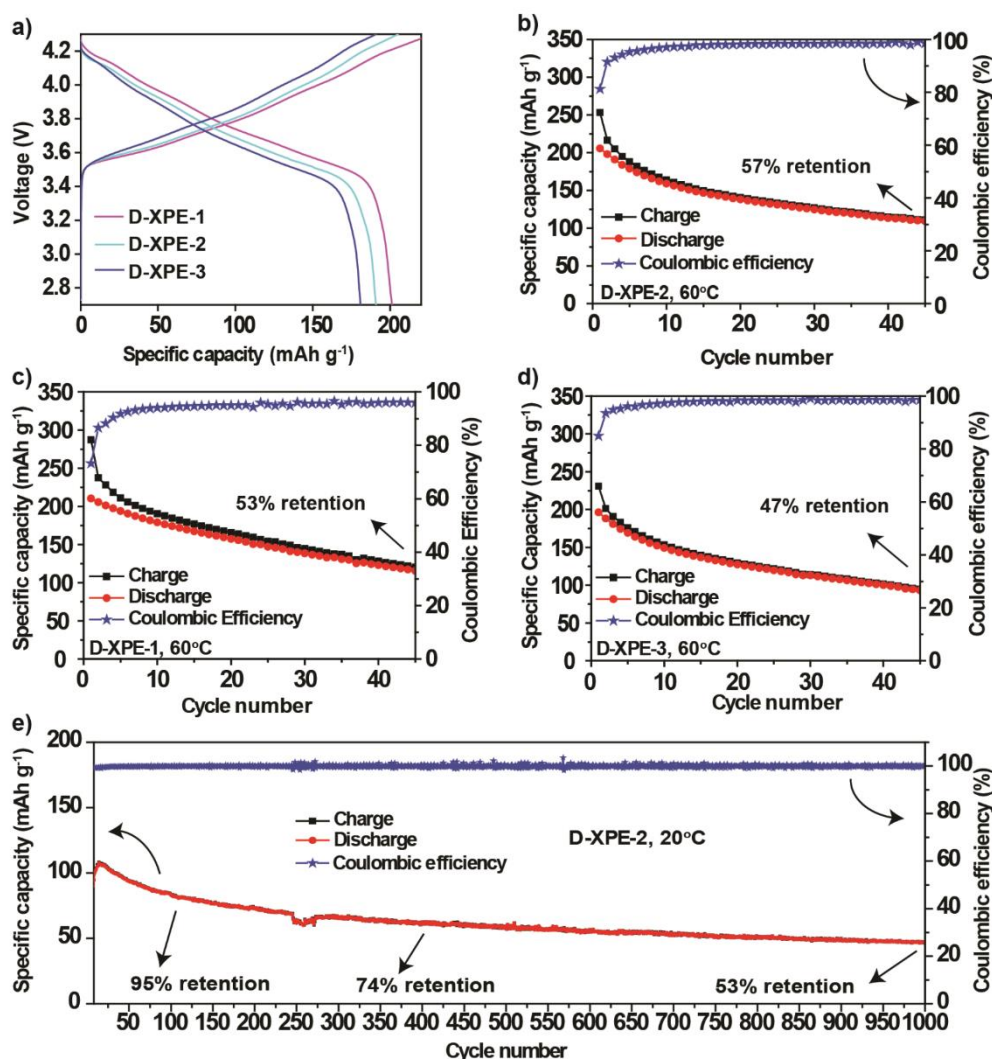 a)
4.2
4.0
3.8
3.6
3.4
3.2
3.0
2.8
Voltage (V)
D-XPE-1
D-XPE-2
D-XPE-3
0 50 100 150 200
Specific capacity (mAh g⁻¹)
b)
350
300
250
200
150
100
50
0
Specific capacity (mAh g⁻¹)
57% retention
Charge
Discharge
Coulombic efficiency
D-XPE-2, 60°C
100
80
60
40
20
0
Coulombic efficiency (%)
0 10 20 30 40
Cycle number
c)
350
300
250
200
150
100
50
0
Specific capacity (mAh g⁻¹)
53% retention
Charge
Discharge
Coulombic Efficiency
D-XPE-1, 60°C
100
80
60
40
20
0
Coulombic Efficiency (%)
0 10 20 30 40
Cycle number
d)
350
300
250
200
150
100
50
0
Specific Capacity (mAh g⁻¹)
47% retention
Charge
Discharge
Coulombic Efficiency
D-XPE-3, 60°C
100
80
60
40
20
0
Coulombic efficiency (%)
0 10 20 30 40
Cycle number
e)
200
150
100
50
0
Specific capacity (mAh g⁻¹)
Charge
Discharge
Coulombic efficiency
D-XPE-2, 20°C
95% retention
74% retention
53% retention
100
80
60
40
20
0
Coulombic efficiency (%)
50 100 150 200 250 300 350 400 450 500 550 600 650 700 750 800 850 900 950 1000
Cycle number